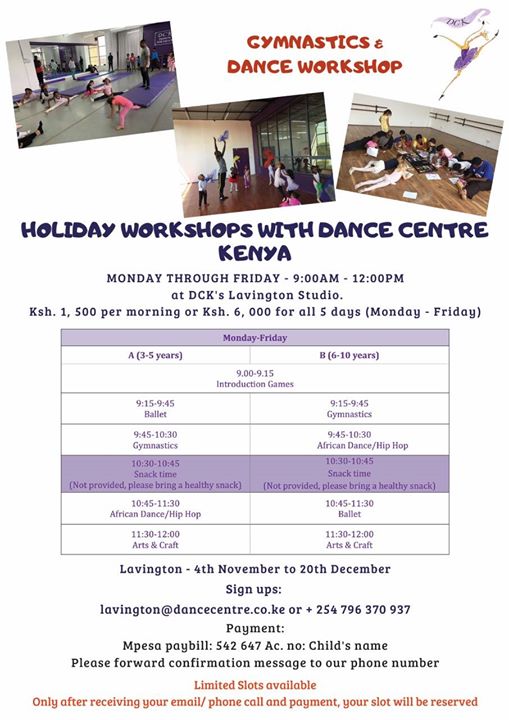 DCK
GYMNASTICS &
DANCE WORKSHOP
HOLIDAY WORKSHOPS WITH DANCE CENTRE
KENYA
MONDAY THROUGH FRIDAY - 9:00AM - 12:00PM
at DCK's Lavington Studio.
Ksh. 1, 500 per morning or Ksh. 6, 000 for all 5 days (Monday - Friday)
Monday-Friday
A (3-5 years) B (6-10 years)
9.00-9.15
Introduction Games
9:15-9:45 9:15-9:45
Ballet Gymnastics
9:45-10:30 9:45-10:30
Gymnastics African Dance/Hip Hop
10:30-10:45 10:30-10:45
Snack time Snack time
(Not provided, please bring a healthy snack) (Not provided, please bring a healthy snack)
10:45-11:30 10:45-11:30
African Dance/Hip Hop Ballet
11:30-12:00 11:30-12:00
Arts & Craft Arts & Craft
Lavington - 4th November to 20th December
Sign ups:
lavington@dancecentre.co.ke or + 254 796 370 937
Payment:
Mpesa paybill: 542 647 Ac. no: Child's name
Please forward confirmation message to our phone number
Limited Slots available
Only after receiving your email/ phone call and payment, your slot will be reserved